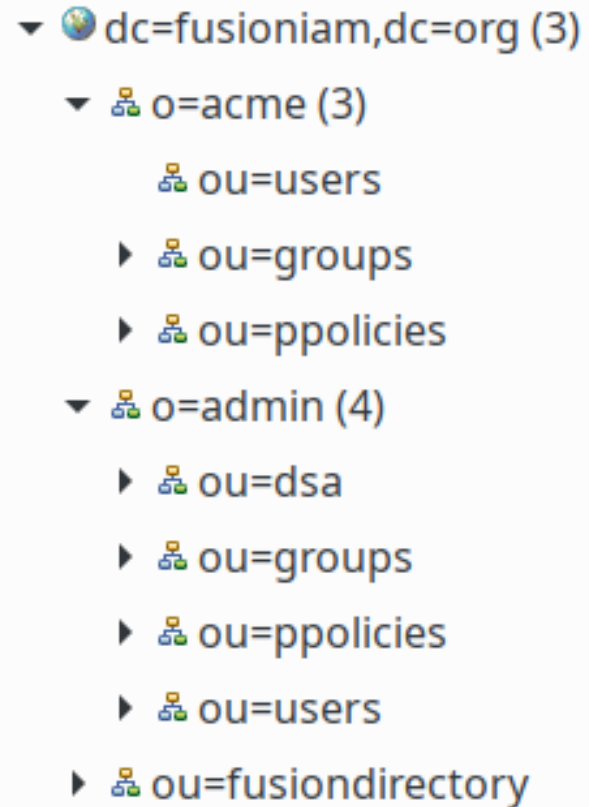 dc=fusioniam,dc=org (3)
o=acme (3)
ou=users
ou=groups
ou=ppolicies
o=admin (4)
ou=dsa
ou=groups
ou=ppolicies
ou=users
ou=fusiondirectory